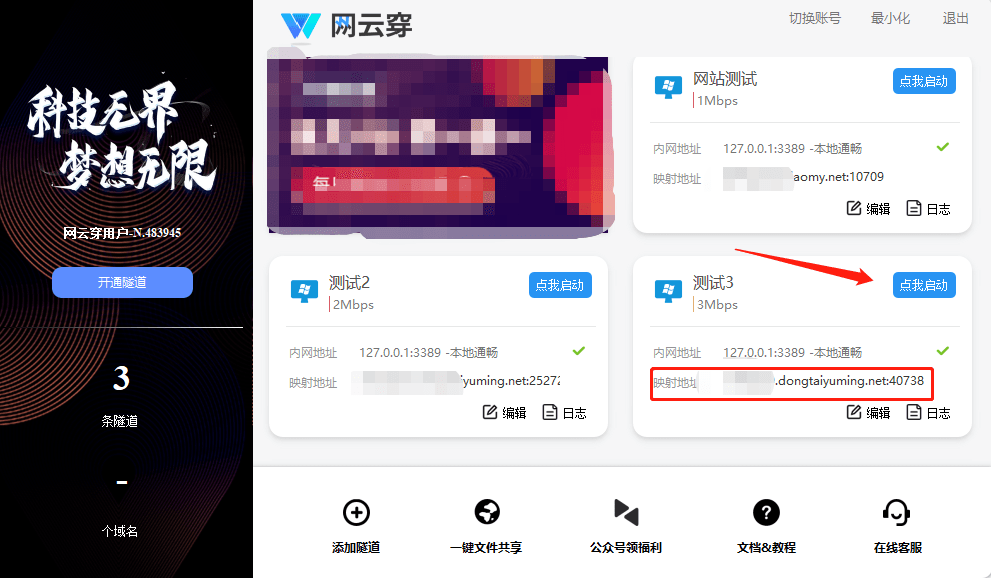 科技无界
梦想无限
网云穿用户-N.483945
开通隧道
3
条隧道
-
个域名
网云穿
切换账号
最小化
退出
网站测试
1Mbps
点我启动
内网地址 127.0.0.1:3389 -本地通畅
映射地址 aomy.net:10709
编辑 日志
测试2
2Mbps
点我启动
内网地址 127.0.0.1:3389 -本地通畅
映射地址 iyuming.net:25272
编辑 日志
测试3
3Mbps
点我启动
内网地址 127.0.0.1:3389 -本地通畅
映射地址 .dongtaiyuming.net:40738
编辑 日志
添加隧道
一键文件共享
公众号领福利
文档&教程
在线客服